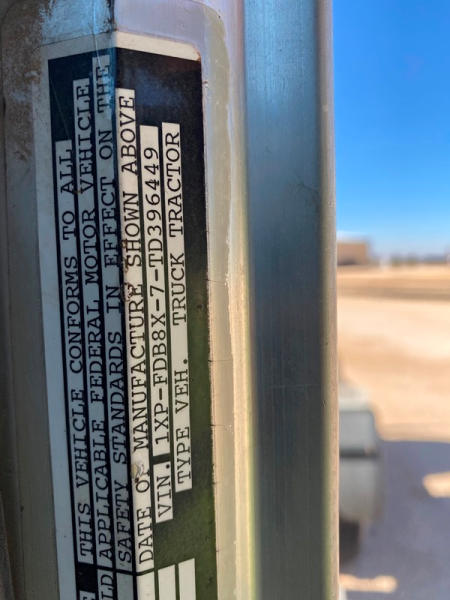 THIS VEHICLE CONFORMS TO ALL
APPLICABLE FEDERAL MOTOR VEHICLE
SAFETY STANDARDS IN EFFECT ON THE
DATE OF MANUFACTURE SHOWN ABOVE
VIN. 1XP-FDB8X-7-TD396449
TYPE VEH. TRUCK TRACTOR